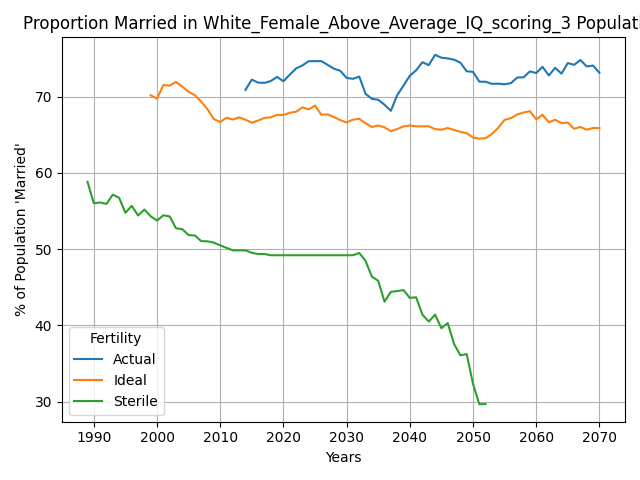 Proportion Married in White_Female_Above_Average_IQ_scoring_3 Populati
% of Population 'Married'
70
60
50
40
30
Fertility
Actual
Ideal
Sterile
1990 2000 2010 2020 2030 2040 2050 2060 2070
Years